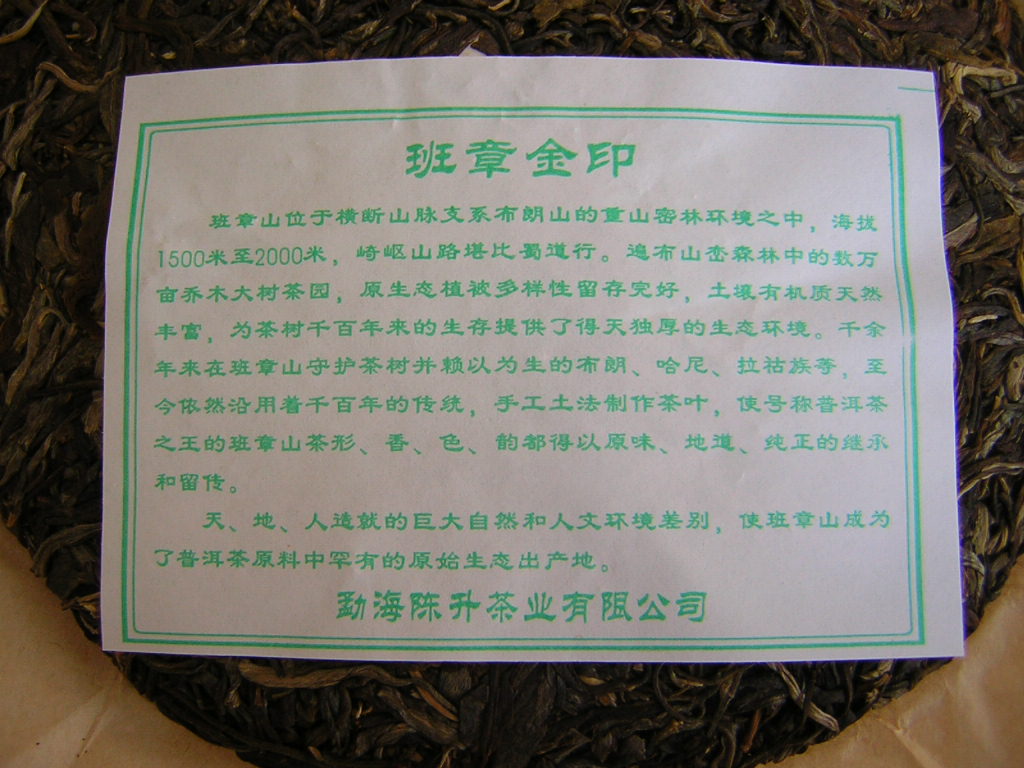 班章金印
班章山位于横断山脉支系布朗山的重山密林环境之中，海拔
1500米至2000米，崎岖山路堪比蜀道行。遍布山峦森林中的数万
亩乔木大树茶园，原生态植被多样性留存完好，土壤有机质天然
丰富，为茶树千百年来的生存提供了得天独厚的生态环境。千余
年来在班章山守护茶树并赖以为生的布朗、哈尼、拉祜族等，至
今依然沿用着千百年的传统，手工土法制作茶叶，使号称普洱茶
之王的班章山茶形、香、色、韵都得以原味、地道、纯正的继承
和留传。
天、地、人造就的巨大自然和人文环境差别，使班章山成为
了普洱茶原料中罕有的原始生态出产地。
勐海陈升茶业有限公司